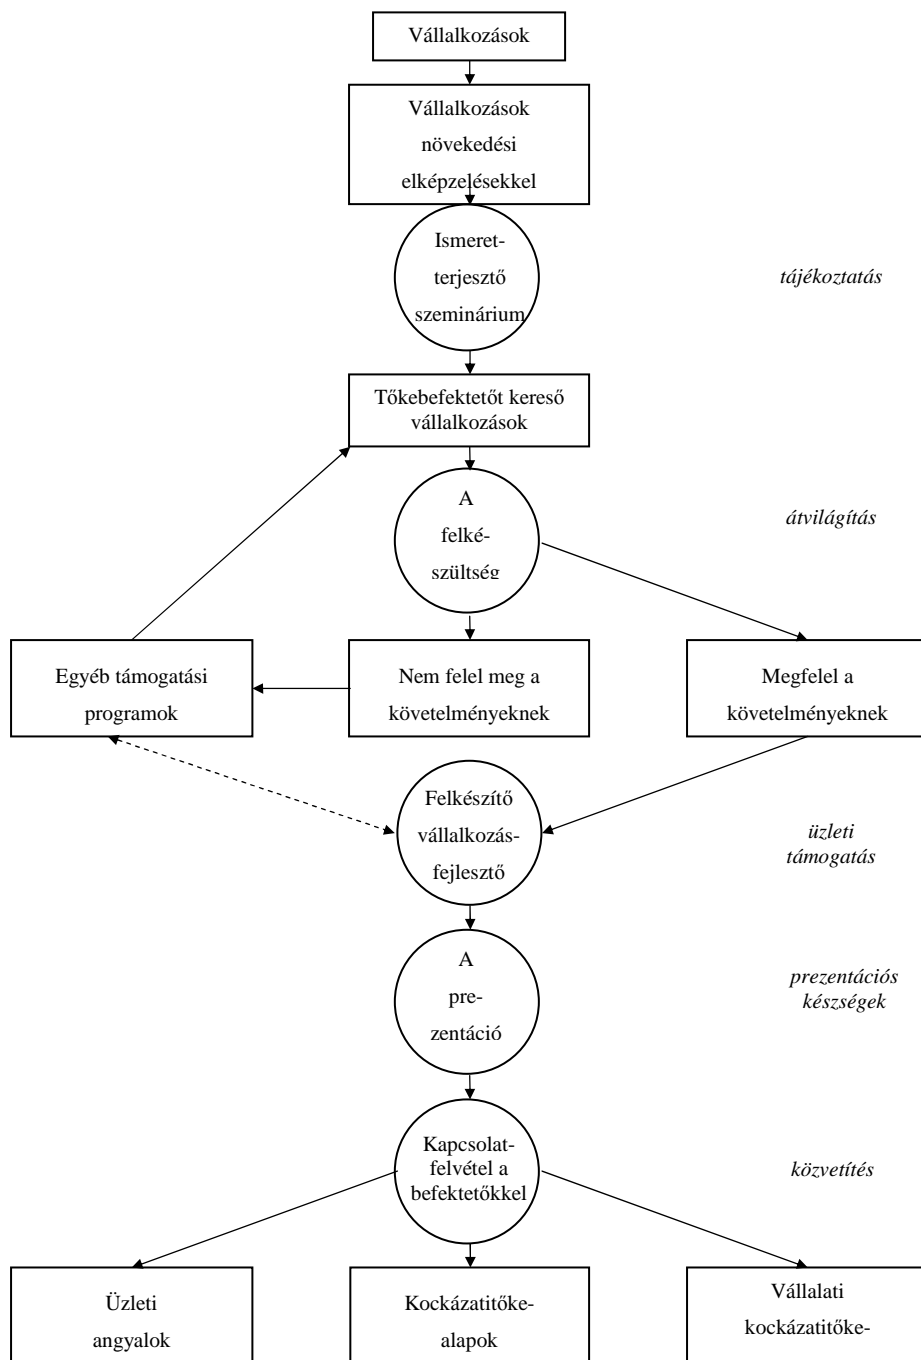 Vállalkozások
Vállalkozások
növekedési
elképzelésekkel
Ismeret-
terjesztő
szeminárium
tájékoztatás
Tőkebefektetőt kereső
vállalkozások
A
felké-
szültség
átvilágítás
Egyéb támogatási
programok
Nem felel meg a
követelményeknek
Megfelel a
követelményeknek
Felkészítő
vállalkozás-
fejlesztő
üzleti
támogatás
A
pre-
zentáció
prezentációs
készségek
Kapcsolat-
felvétel a
befektetőkkel
közvetítés
Üzleti
angyalok
Kockázatitőke-
alapok
Vállalati
kockázatitőke-